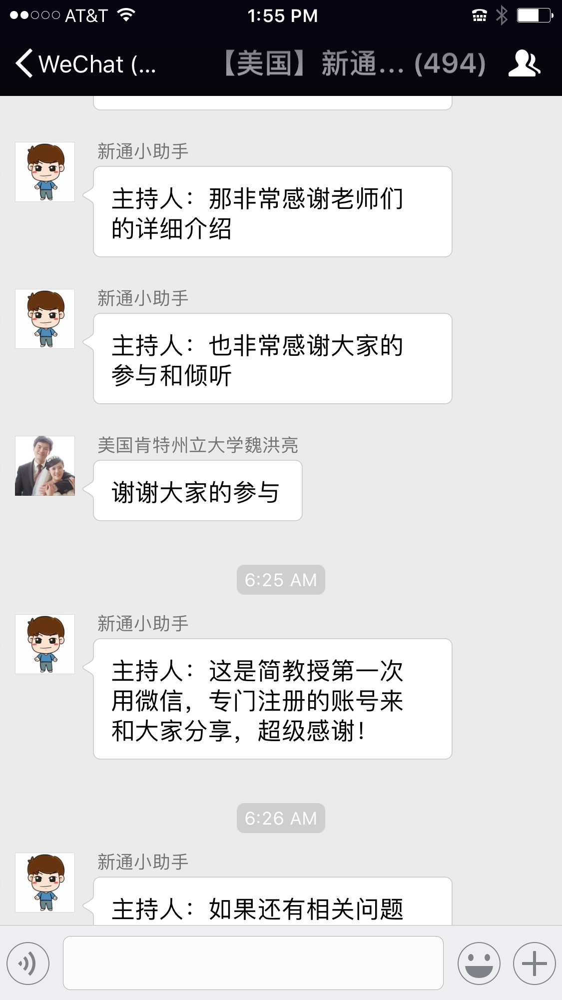 AT&T 1:55 PM
WeChat (... 【美国】新通... (494)
新通小助手
主持人：那非常感谢老师们
的详细介绍
新通小助手
主持人：也非常感谢大家的
参与和倾听
美国肯特州立大学魏洪亮
谢谢大家的参与
6:25 AM
新通小助手
主持人：这是简教授第一次
用微信，专门注册的账号来
和大家分享，超级感谢！
6:26 AM
新通小助手
主持人：如果还有相关问题